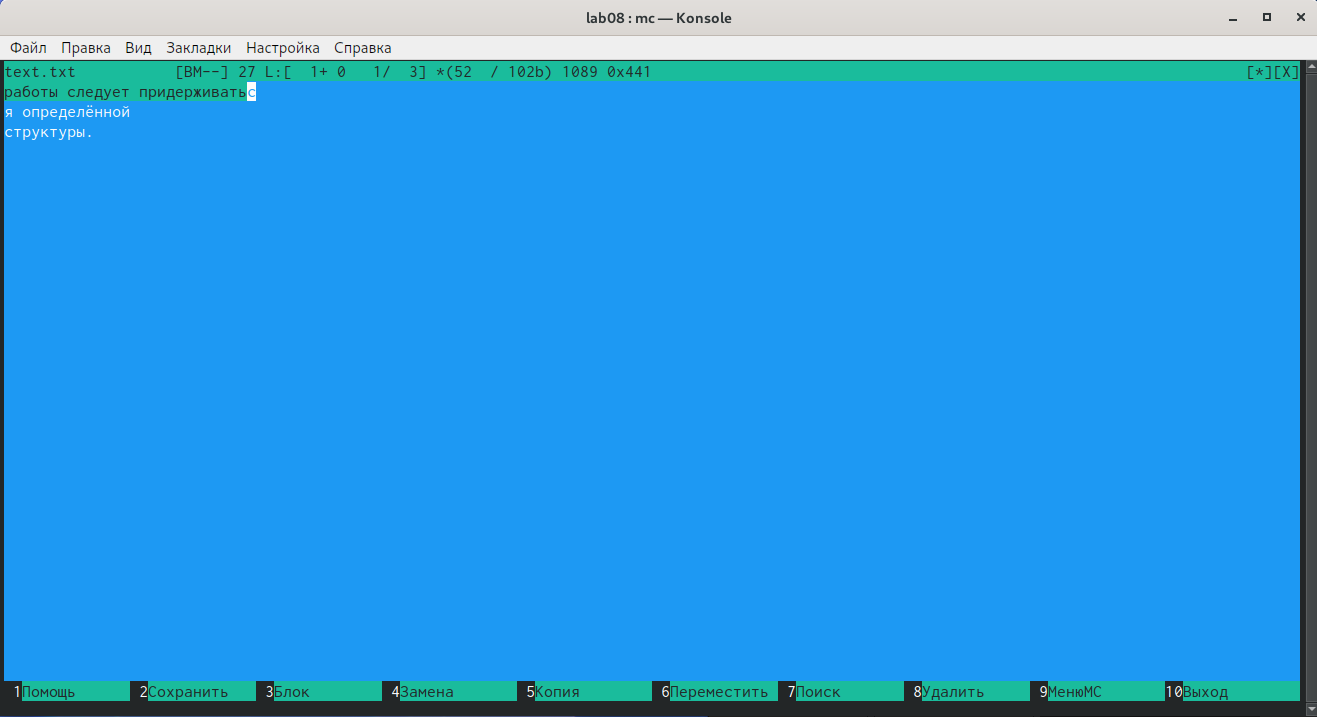 lab08 : mc — Konsole
Файл Правка Вид Закладки Настройка Справка
text.txt [BM--] 27 L:[ 1+ 0 1/ 3] *(52 / 102b) 1089 0x441 [*][X]
работы следует придерживатьс
я определённой
структуры.
1Помощь 2Сохранить 3Блок 4Замена 5Копия 6Переместить 7Поиск 8Удалить 9МенюMC 10Выход